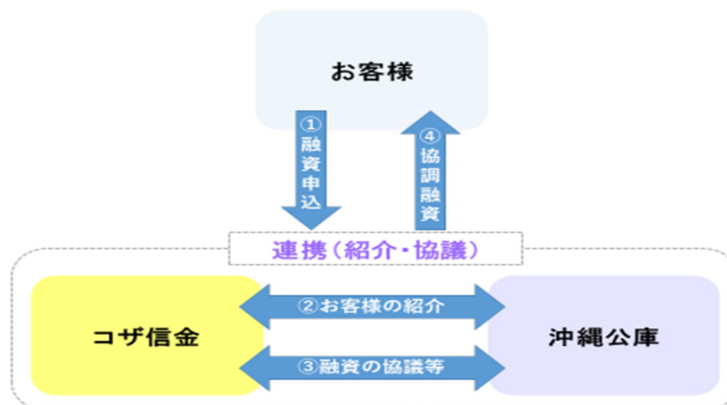 お客様
①融資申込
④協調融資
連携(紹介・協議)
コザ信金
②お客様の紹介
③融資の協議等
沖縄公庫